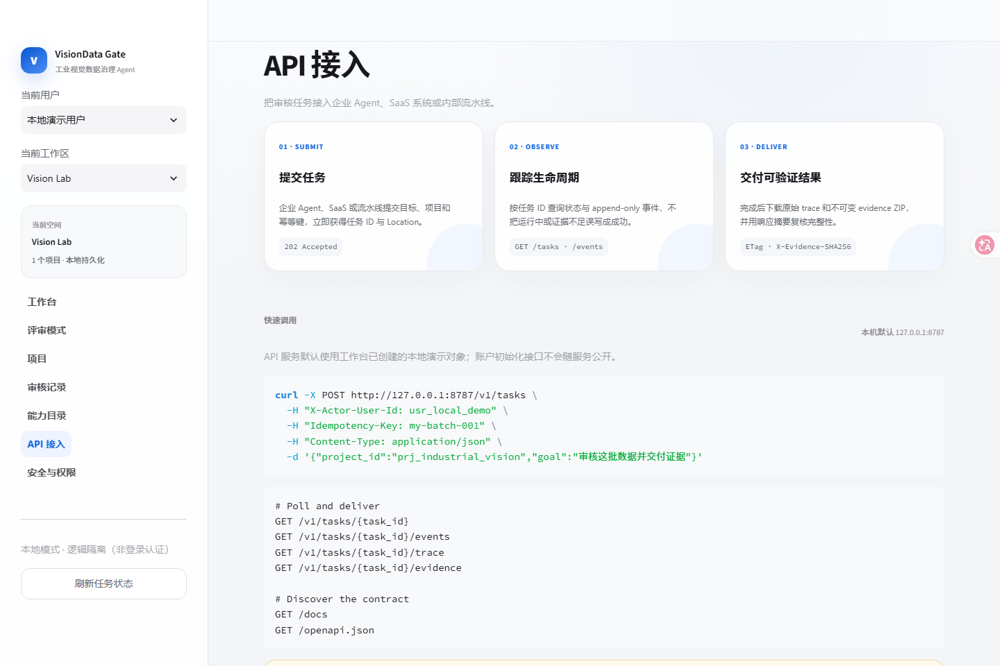 V
VisionData Gate
工业视觉数据治理 Agent
当前用户
本地演示用户
当前工作区
Vision Lab
当前空间
Vision Lab
1 个项目 · 本地持久化
工作台
评审模式
项目
审核记录
能力目录
API 接入
安全与权限
本地模式 · 逻辑隔离（非登录认证）
刷新任务状态
API 接入
把审核任务接入企业 Agent、SaaS 系统或内部流水线。
01 · SUBMIT
提交任务
企业 Agent、SaaS 或流水线提交目标、项目和
幂等键，立即获得任务 ID 与 Location。
202 Accepted
02 · OBSERVE
跟踪生命周期
按任务 ID 查询状态与 append-only 事件，不
把运行中或证据不足误写成成功。
GET /tasks · /events
03 · DELIVER
交付可验证结果
完成后下载原始 trace 和不可变 evidence ZIP，
并用响应摘要复核完整性。
ETag · X-Evidence-SHA256
快速调用
本机默认 127.0.0.1:8787
API 服务默认使用工作台已创建的本地演示对象；账户初始化接口不会随服务公开。
curl -X POST http://127.0.0.1:8787/v1/tasks \
-H "X-Actor-User-Id: usr_local_demo" \
-H "Idempotency-Key: my-batch-001" \
-H "Content-Type: application/json" \
-d '{"project_id":"prj_industrial_vision","goal":"审核这批数据并交付证据"}'
# Poll and deliver
GET /v1/tasks/{task_id}
GET /v1/tasks/{task_id}/events
GET /v1/tasks/{task_id}/trace
GET /v1/tasks/{task_id}/evidence
# Discover the contract
GET /docs
GET /openapi.json